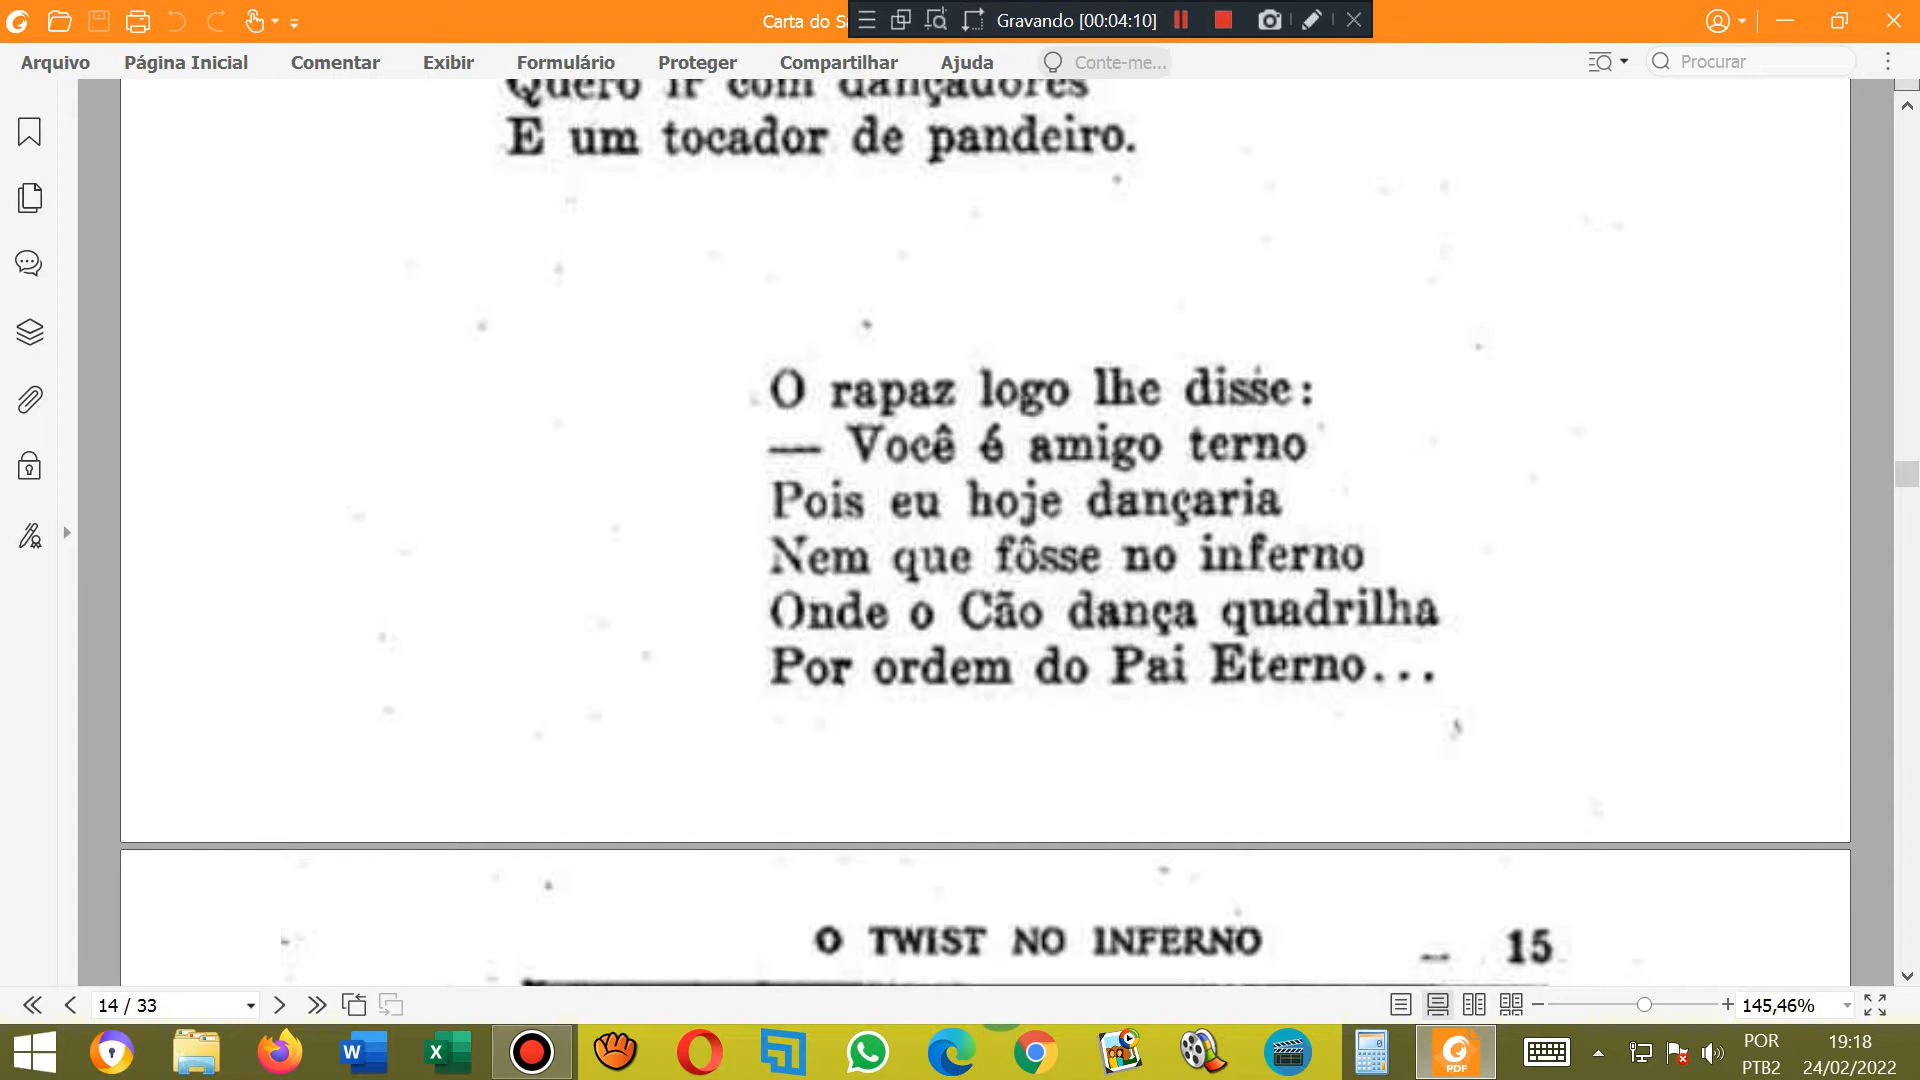 Carta do S
Gravando [00:04:10]
Arquivo Página Inicial Comentar Exibir Formulário Proteger Compartilhar Ajuda Conte-me... Procurar
Quero ir com dançadores
E um tocador de pandeiro.
O rapaz logo lhe disse:
— Você é amigo terno
Pois eu hoje dançaria
Nem que fôsse no inferno
Onde o Cão dança quadrilha
Por ordem do Pai Eterno...
O TWIST NO INFERNO — 15
14 / 33 145,46%
POR 19:18
PTB2 24/02/2022